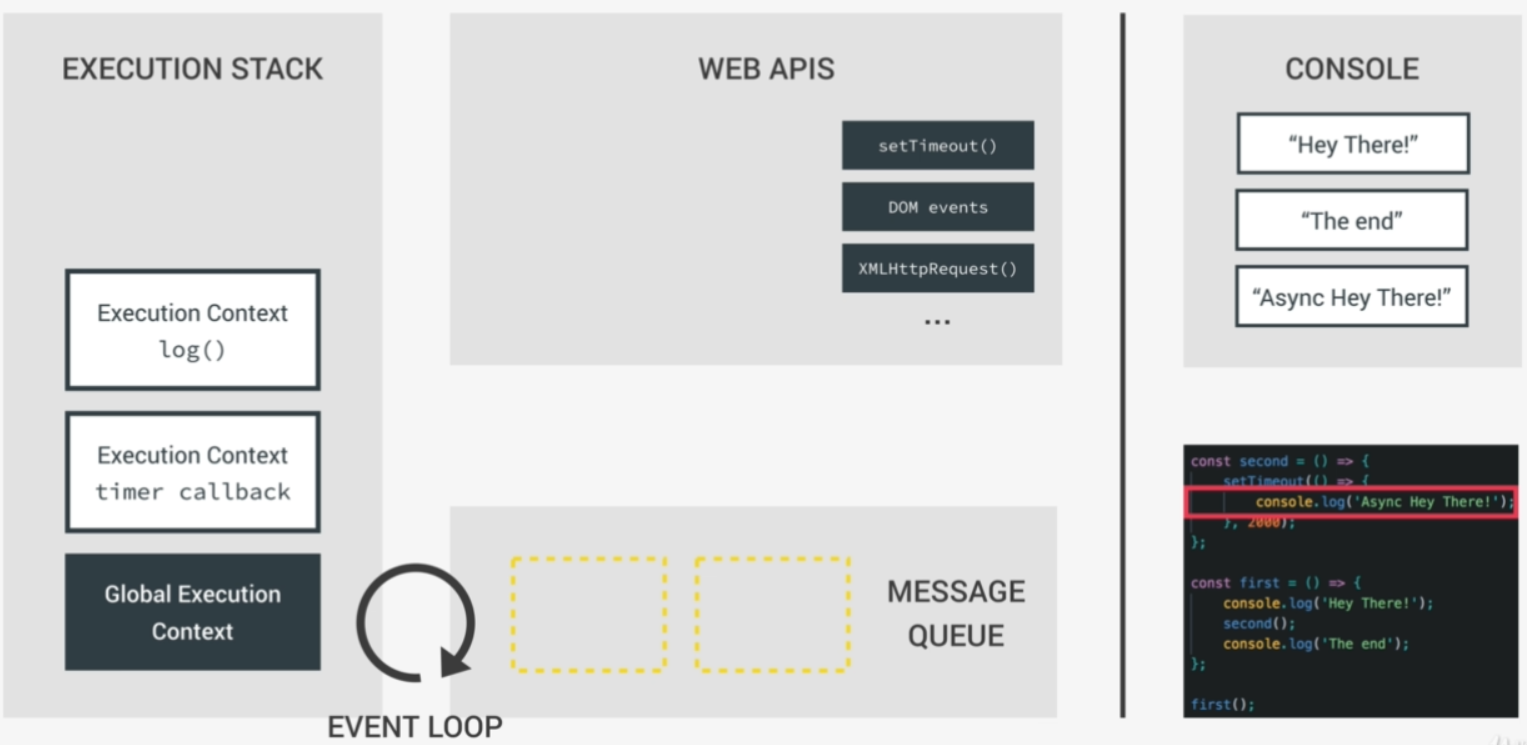 EXECUTION STACK
Execution Context
log()
Execution Context
timer callback
Global Execution
Context
EVENT LOOP
WEB APIS
setTimeout()
DOM events
XMLHttpRequest()
...
MESSAGE
QUEUE
CONSOLE
“Hey There!”
“The end”
“Async Hey There!”
const second = () => {
    setTimeout(() => {
        console.log('Async Hey There!');
    }, 2000);
};
const first = () => {
    console.log('Hey There!');
    second();
    console.log('The end');
};
first();